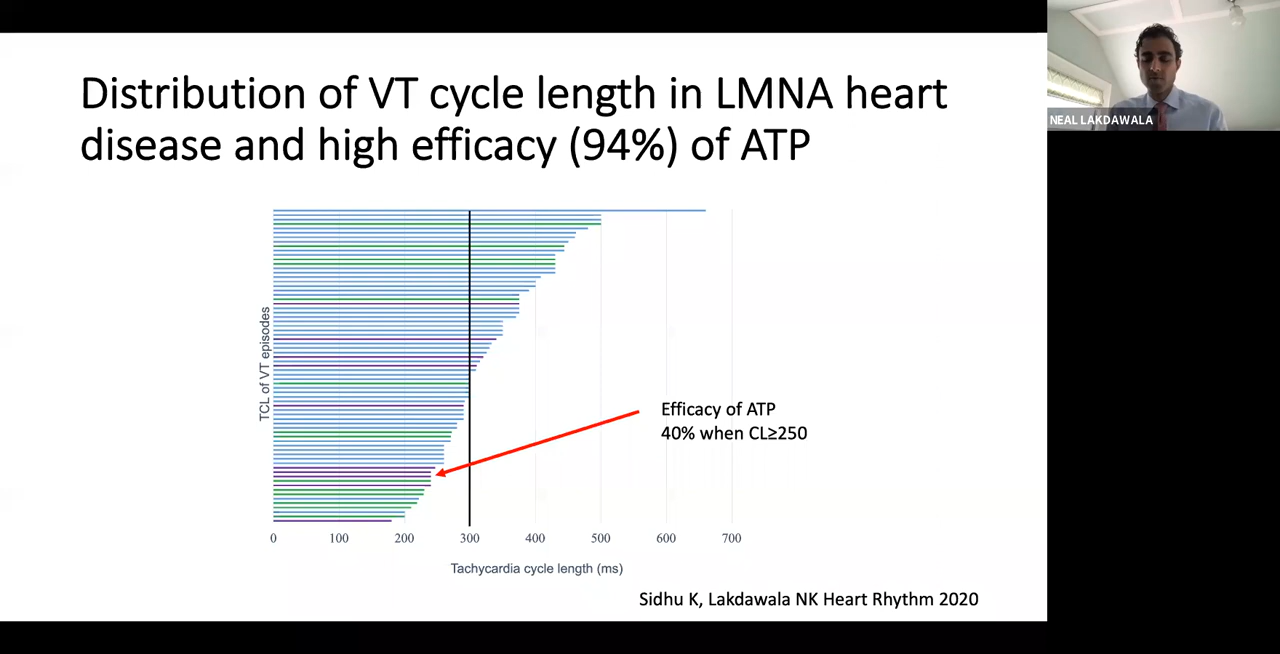 Distribution of VT cycle length in LMNA heart
disease and high efficacy (94%) of ATP
NEAL LAKDAWALA
TCL of VT episodes
Efficacy of ATP
40% when CL≥250
0 100 200 300 400 500 600 700
Tachycardia cycle length (ms)
Sidhu K, Lakdawala NK Heart Rhythm 2020